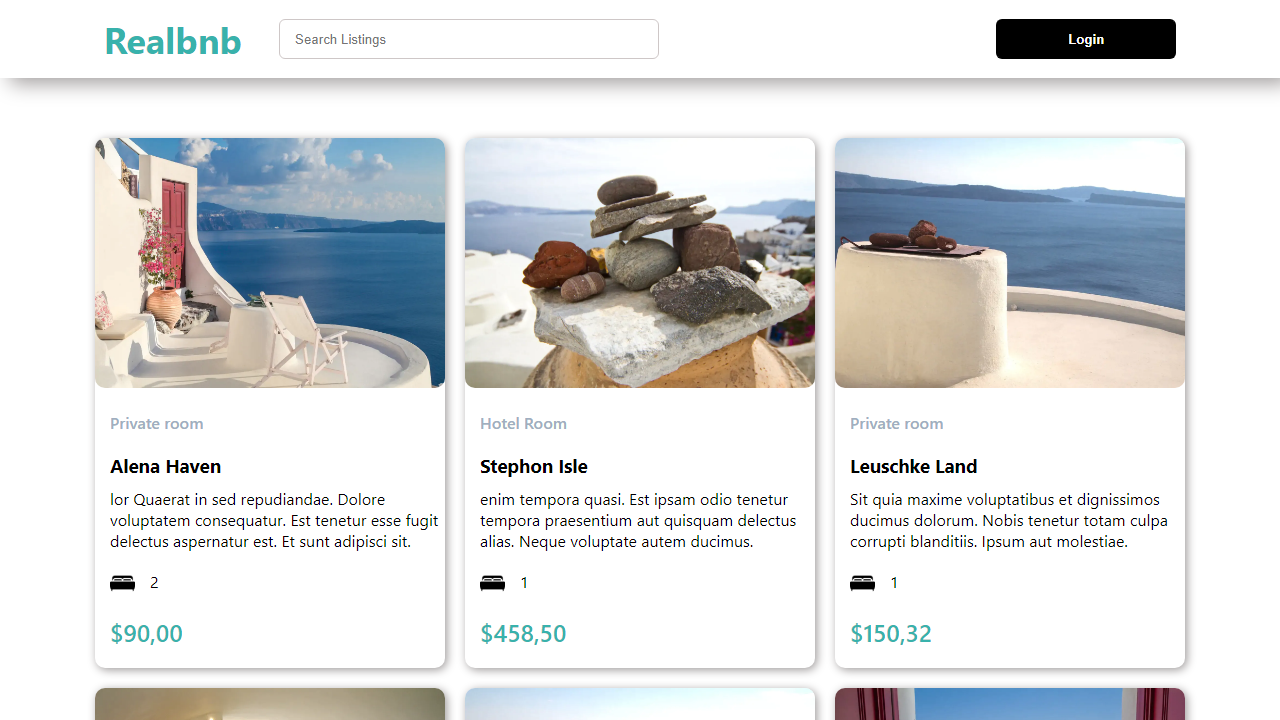 Realbnb
Search Listings
Login
Private room
Alena Haven
lor Quaerat in sed repudiandae. Dolore
voluptatem consequatur. Est tenetur esse fugit
delectus aspernatur est. Et sunt adipisci sit.
2
$90,00
Hotel Room
Stephon Isle
enim tempora quasi. Est ipsam odio tenetur
tempora praesentium aut quisquam delectus
alias. Neque voluptate autem ducimus.
1
$458,50
Private room
Leuschke Land
Sit quia maxime voluptatibus et dignissimos
ducimus dolorum. Nobis tenetur totam culpa
corrupti blanditiis. Ipsum aut molestiae.
1
$150,32